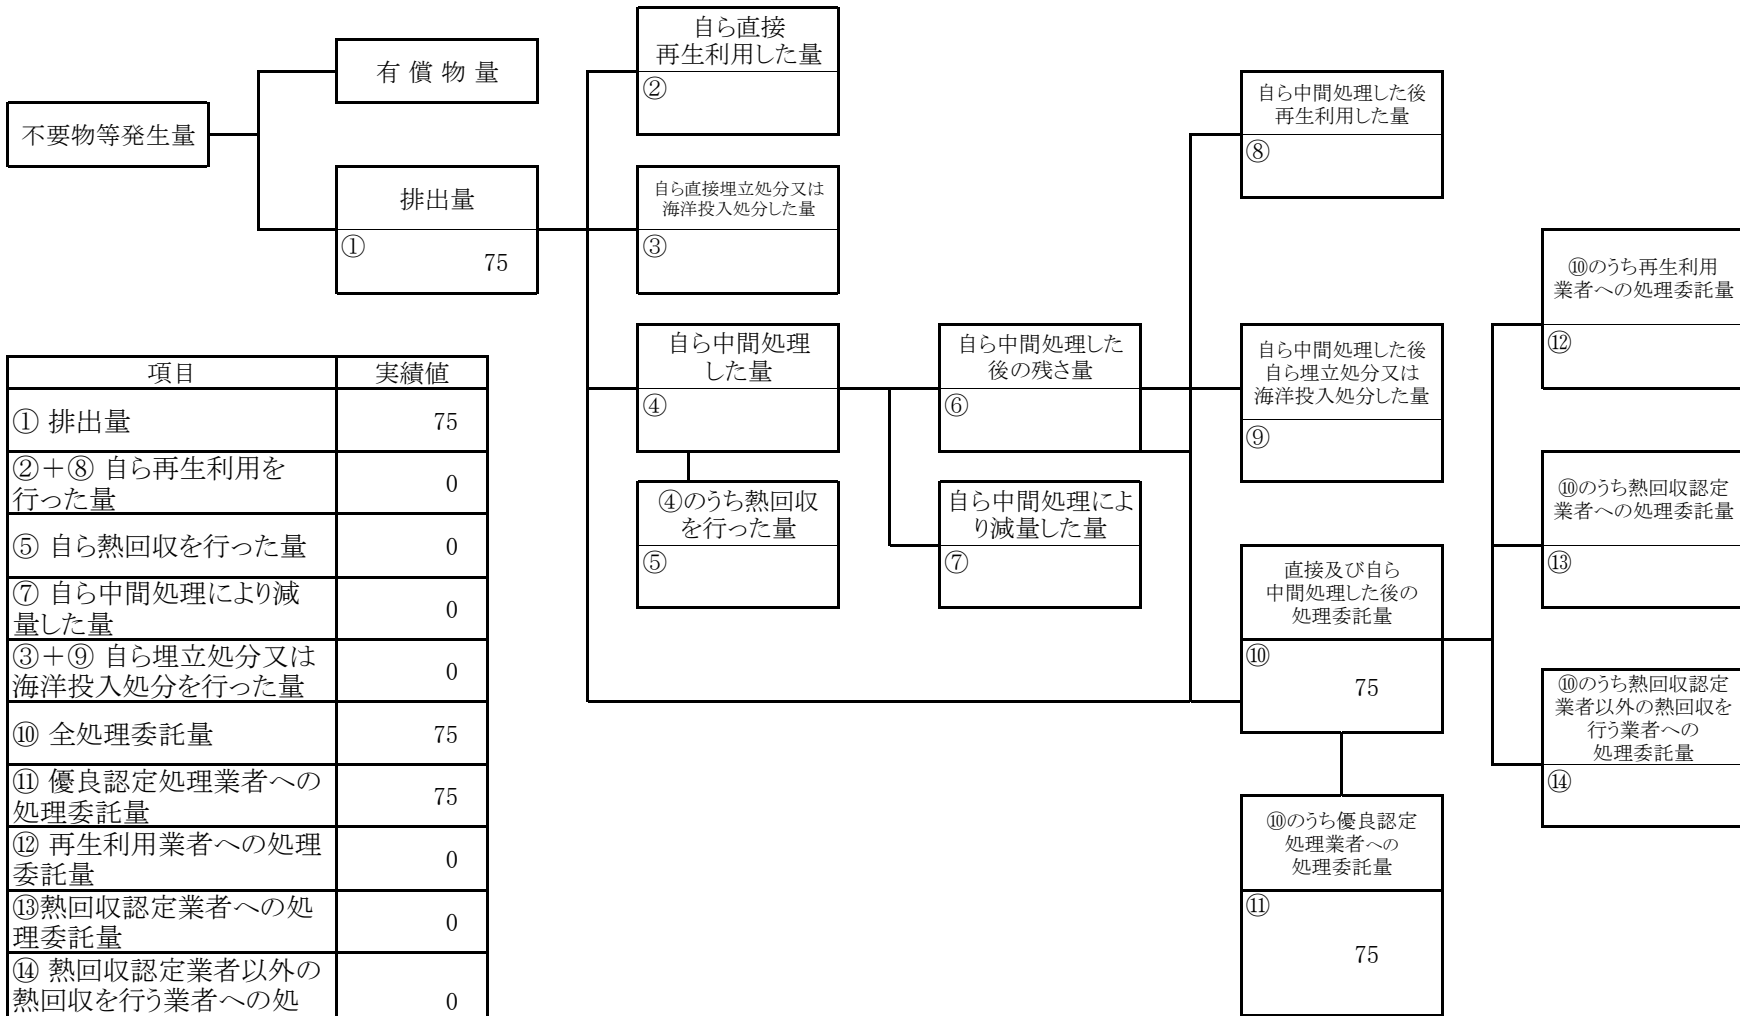 不要物等発生量
有償物量
排出量
①
75
自ら直接
再生利用した量
②
自ら直接埋立処分又は
海洋投入処分した量
③
自ら中間処理
した量
④
④のうち熱回収
を行った量
⑤
自ら中間処理した
後の残さ量
⑥
自ら中間処理によ
り減量した量
⑦
自ら中間処理した後
再生利用した量
⑧
自ら中間処理した後
自ら埋立処分又は
海洋投入処分した量
⑨
直接及び自ら
中間処理した後の
処理委託量
⑩
75
⑩のうち優良認定
処理業者への
処理委託量
⑪
75
⑩のうち再生利用
業者への処理委託量
⑫
⑩のうち熱回収認定
業者への処理委託量
⑬
⑩のうち熱回収認定
業者以外の熱回収を
行う業者への
処理委託量
⑭
項目 実績値
① 排出量 75
②+⑧ 自ら再生利用を
行った量 0
⑤ 自ら熱回収を行った量 0
⑦ 自ら中間処理により減
量した量 0
③+⑨ 自ら埋立処分又は
海洋投入処分を行った量 0
⑩ 全処理委託量 75
⑪ 優良認定処理業者への
処理委託量 75
⑫ 再生利用業者への処理
委託量 0
⑬熱回収認定業者への処
理委託量 0
⑭ 熱回収認定業者以外の
熱回収を行う業者への処 0